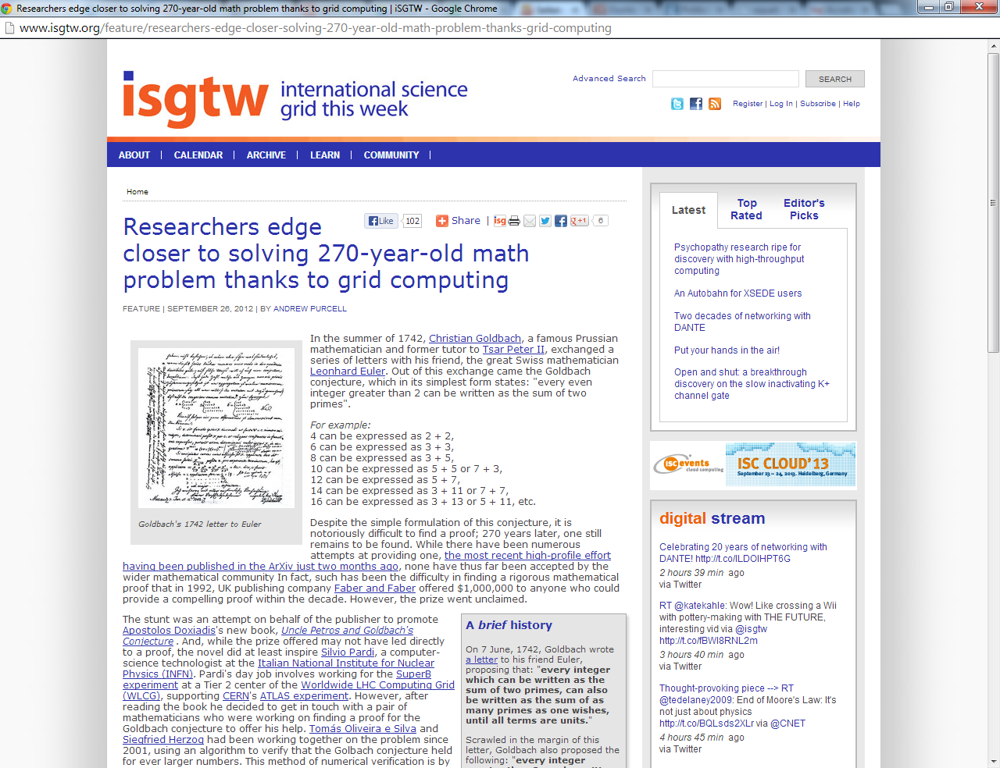 Researchers edge closer to solving 270-year-old math problem thanks to grid computing | iSGTW - Google Chrome
www.isgtw.org/feature/researchers-edge-closer-solving-270-year-old-math-problem-thanks-grid-computing
isgtw international science
grid this week
Advanced Search
SEARCH
Register | Log In | Subscribe | Help
ABOUT | CALENDAR | ARCHIVE | LEARN | COMMUNITY |
Home
Like 102 Share | isg +1 6
Researchers edge
closer to solving 270-year-old math
problem thanks to grid computing
FEATURE | SEPTEMBER 26, 2012 | BY ANDREW PURCELL
Goldbach's 1742 letter to Euler
In the summer of 1742, Christian Goldbach, a famous Prussian
mathematician and former tutor to Tsar Peter II, exchanged a
series of letters with his friend, the great Swiss mathematician
Leonhard Euler. Out of this exchange came the Goldbach
conjecture, which in its simplest form states: "every even
integer greater than 2 can be written as the sum of two
primes".
For example:
4 can be expressed as 2 + 2,
6 can be expressed as 3 + 3,
8 can be expressed as 3 + 5,
10 can be expressed as 5 + 5 or 7 + 3,
12 can be expressed as 5 + 7,
14 can be expressed as 3 + 11 or 7 + 7,
16 can be expressed as 3 + 13 or 5 + 11, etc.
Despite the simple formulation of this conjecture, it is
notoriously difficult to find a proof; 270 years later, one still
remains to be found. While there have been numerous
attempts at providing one, the most recent high-profile effort
having been published in the ArXiv just two months ago, none have thus far been accepted by the
wider mathematical community In fact, such has been the difficulty in finding a rigorous mathematical
proof that in 1992, UK publishing company Faber and Faber offered $1,000,000 to anyone who could
provide a compelling proof within the decade. However, the prize went unclaimed.
The stunt was an attempt on behalf of the publisher to promote
Apostolos Doxiadis's new book, Uncle Petros and Goldbach's
Conjecture . And, while the prize offered may not have led directly
to a proof, the novel did at least inspire Silvio Pardi, a computer-
science technologist at the Italian National Institute for Nuclear
Physics (INFN). Pardi's day job involves working for the SuperB
experiment at a Tier 2 center of the Worldwide LHC Computing Grid
(WLCG), supporting CERN's ATLAS experiment. However, after
reading the book he decided to get in touch with a pair of
mathematicians who were working on finding a proof for the
Goldbach conjecture to offer his help. Tomás Oliveira e Silva and
Siegfried Herzog had been working together on the problem since
2001, using an algorithm to verify that the Golbach conjecture held
for ever larger numbers. This method of numerical verification is by
A brief history
On 7 June, 1742, Goldbach wrote
a letter to his friend Euler,
proposing that: "every integer
which can be written as the
sum of two primes, can also
be written as the sum of as
many primes as one wishes,
until all terms are units."
Scrawled in the margin of this
letter, Goldbach also proposed the
following: "every integer
Latest
Top
Rated
Editor's
Picks
Psychopathy research ripe for
discovery with high-throughput
computing
An Autobahn for XSEDE users
Two decades of networking with
DANTE
Put your hands in the air!
Open and shut: a breakthrough
discovery on the slow inactivating K+
channel gate
isc events
cloud computing
ISC CLOUD'13
September 23 – 24, 2013. Heidelberg, Germany
digital stream
Celebrating 20 years of networking with
DANTE! http://t.co/lLDOIHPT6G
2 hours 39 min ago
via Twitter
RT @katekahle: Wow! Like crossing a Wii
with pottery-making with THE FUTURE,
interesting vid via @isgtw
http://t.co/fBWl8RNL2m
3 hours 40 min ago
via Twitter
Thought-provoking piece --> RT
@tedelaney2009: End of Moore's Law: It's
not just about physics
http://t.co/BQLsds2XLr via @CNET
4 hours 45 min ago
via Twitter